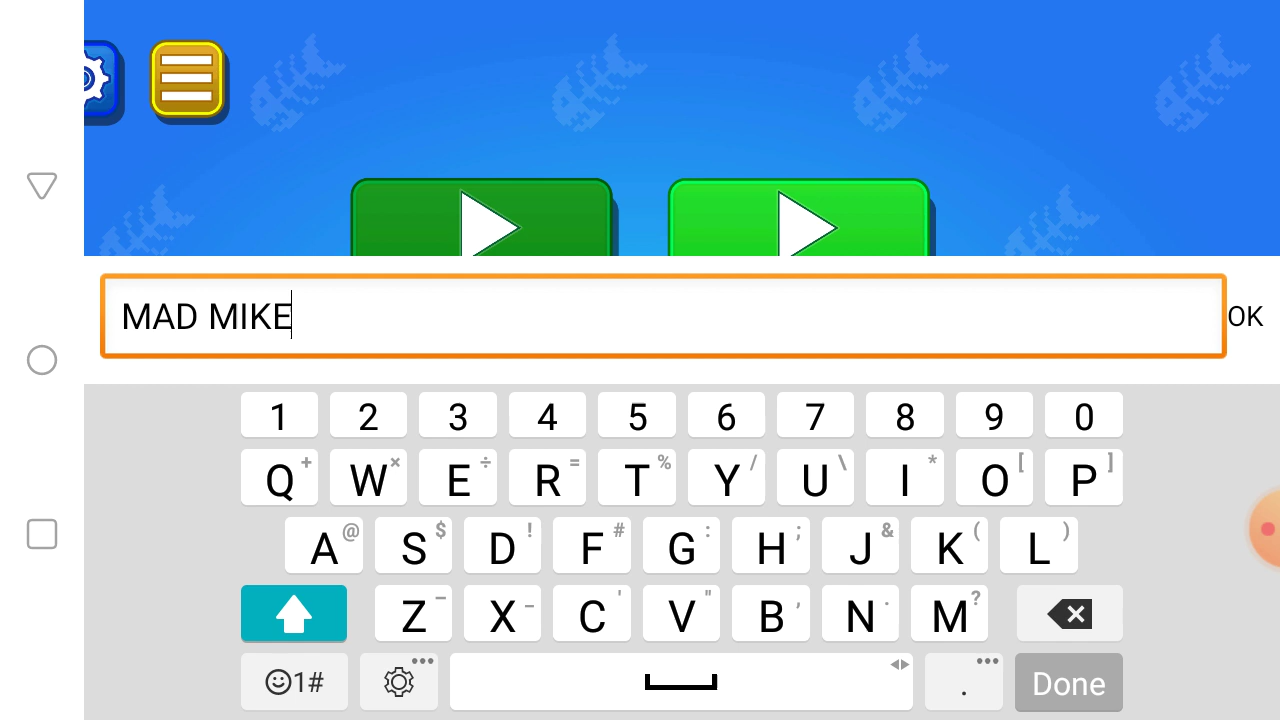 MAD MIKE
OK
1 2 3 4 5 6 7 8 9 0
Q + W × E ÷ R = T % Y / U \ I * O [ P ]
A @ S $ D ! F # G : H ; J & K ( L )
Z – X - C ' V " B , N . M ?
1# . Done